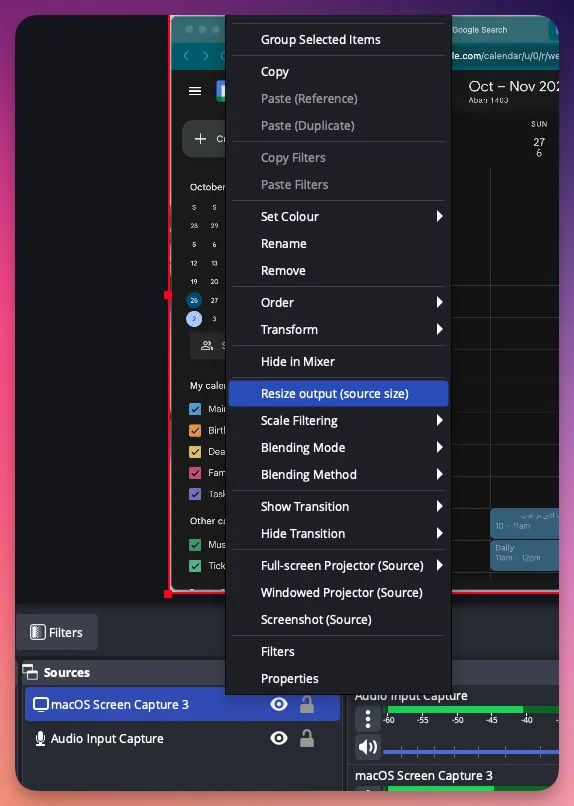 Google Search
le.com/calendar/u/0/r/we
Oct – Nov 202
Aban 1403
SUN
27
6
October
S S
28 29
5 6
12 13
19 20
26 27
2 3
My cale
Mai
Birt
Dea
Fam
Task
Other ca
Mus
Tick
10 – 11am
Daily
11am – 12pm
Group Selected Items
Copy
Paste (Reference)
Paste (Duplicate)
Copy Filters
Paste Filters
Set Colour
Rename
Remove
Order
Transform
Hide in Mixer
Resize output (source size)
Scale Filtering
Blending Mode
Blending Method
Show Transition
Hide Transition
Full-screen Projector (Source)
Windowed Projector (Source)
Screenshot (Source)
Filters
Properties
Filters
Sources
macOS Screen Capture 3
Audio Input Capture
Audio Input Capture
-60 -55 -50 -45 -40
macOS Screen Capture 3